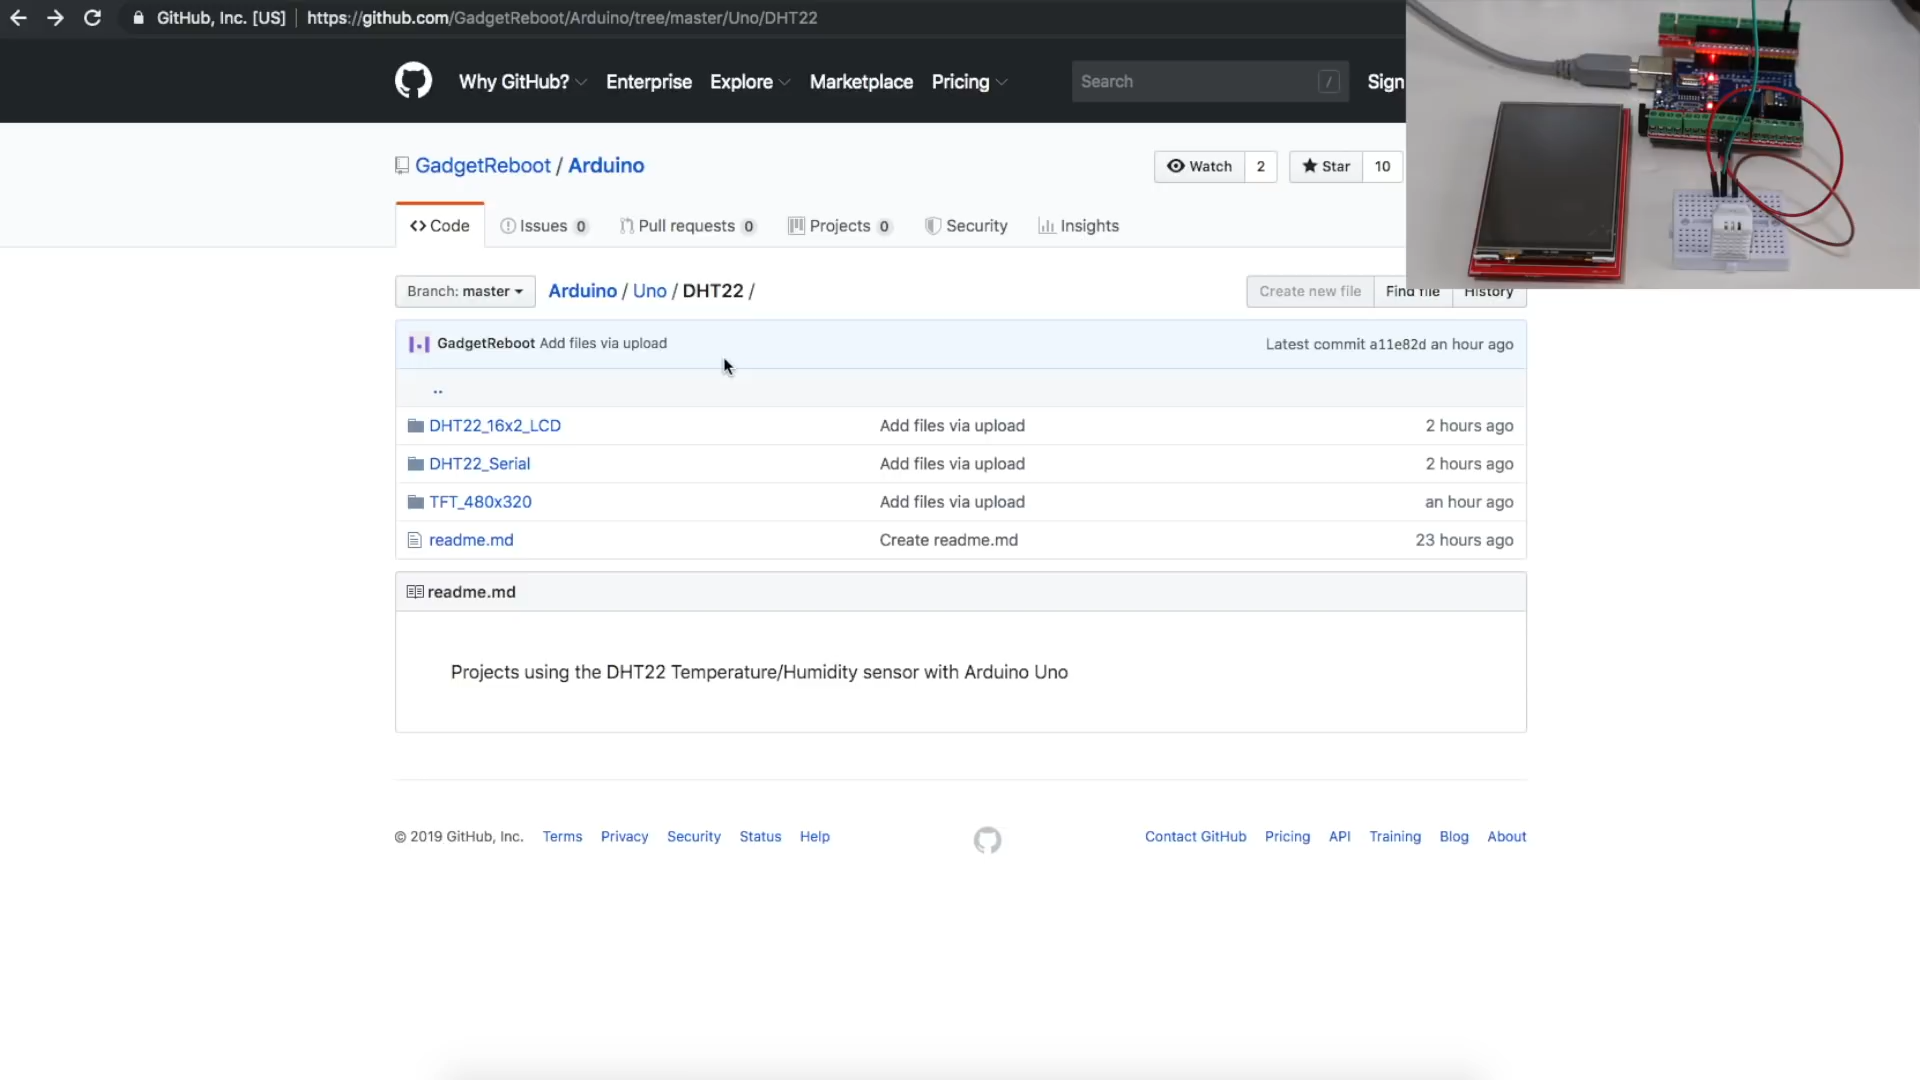 GitHub, Inc. [US] https://github.com/GadgetReboot/Arduino/tree/master/Uno/DHT22
Why GitHub? Enterprise Explore Marketplace Pricing Search / Sign
GadgetReboot / Arduino
Watch 2 Star 10
Code Issues 0 Pull requests 0 Projects 0 Security Insights
Branch: master Arduino / Uno / DHT22 /
Create new file Find file History
GadgetReboot Add files via upload Latest commit a11e82d an hour ago
..
DHT22_16x2_LCD Add files via upload 2 hours ago
DHT22_Serial Add files via upload 2 hours ago
TFT_480x320 Add files via upload an hour ago
readme.md Create readme.md 23 hours ago
readme.md
Projects using the DHT22 Temperature/Humidity sensor with Arduino Uno
© 2019 GitHub, Inc. Terms Privacy Security Status Help Contact GitHub Pricing API Training Blog About